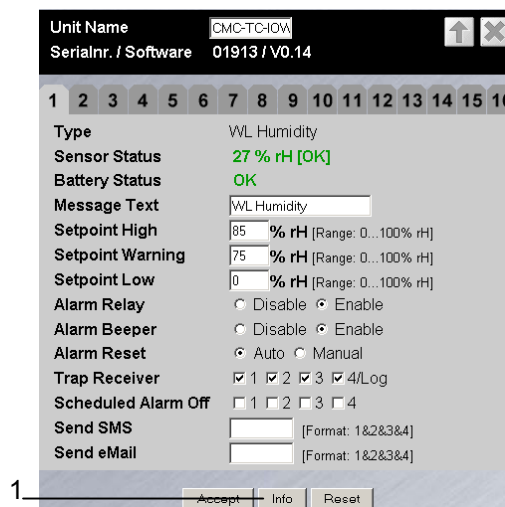 Unit Name CMC-TC-IOW
Serialnr. / Software 01913 / V0.14
1 2 3 4 5 6 7 8 9 10 11 12 13 14 15 16
Type WL Humidity
Sensor Status 27 % rH [OK]
Battery Status OK
Message Text WL Humidity
Setpoint High 85 % rH [Range: 0...100% rH]
Setpoint Warning 75 % rH [Range: 0...100% rH]
Setpoint Low 0 % rH [Range: 0...100% rH]
Alarm Relay Disable Enable
Alarm Beeper Disable Enable
Alarm Reset Auto Manual
Trap Receiver 1 2 3 4/Log
Scheduled Alarm Off 1 2 3 4
Send SMS [Format: 1&2&3&4]
Send eMail [Format: 1&2&3&4]
1 Accept Info Reset